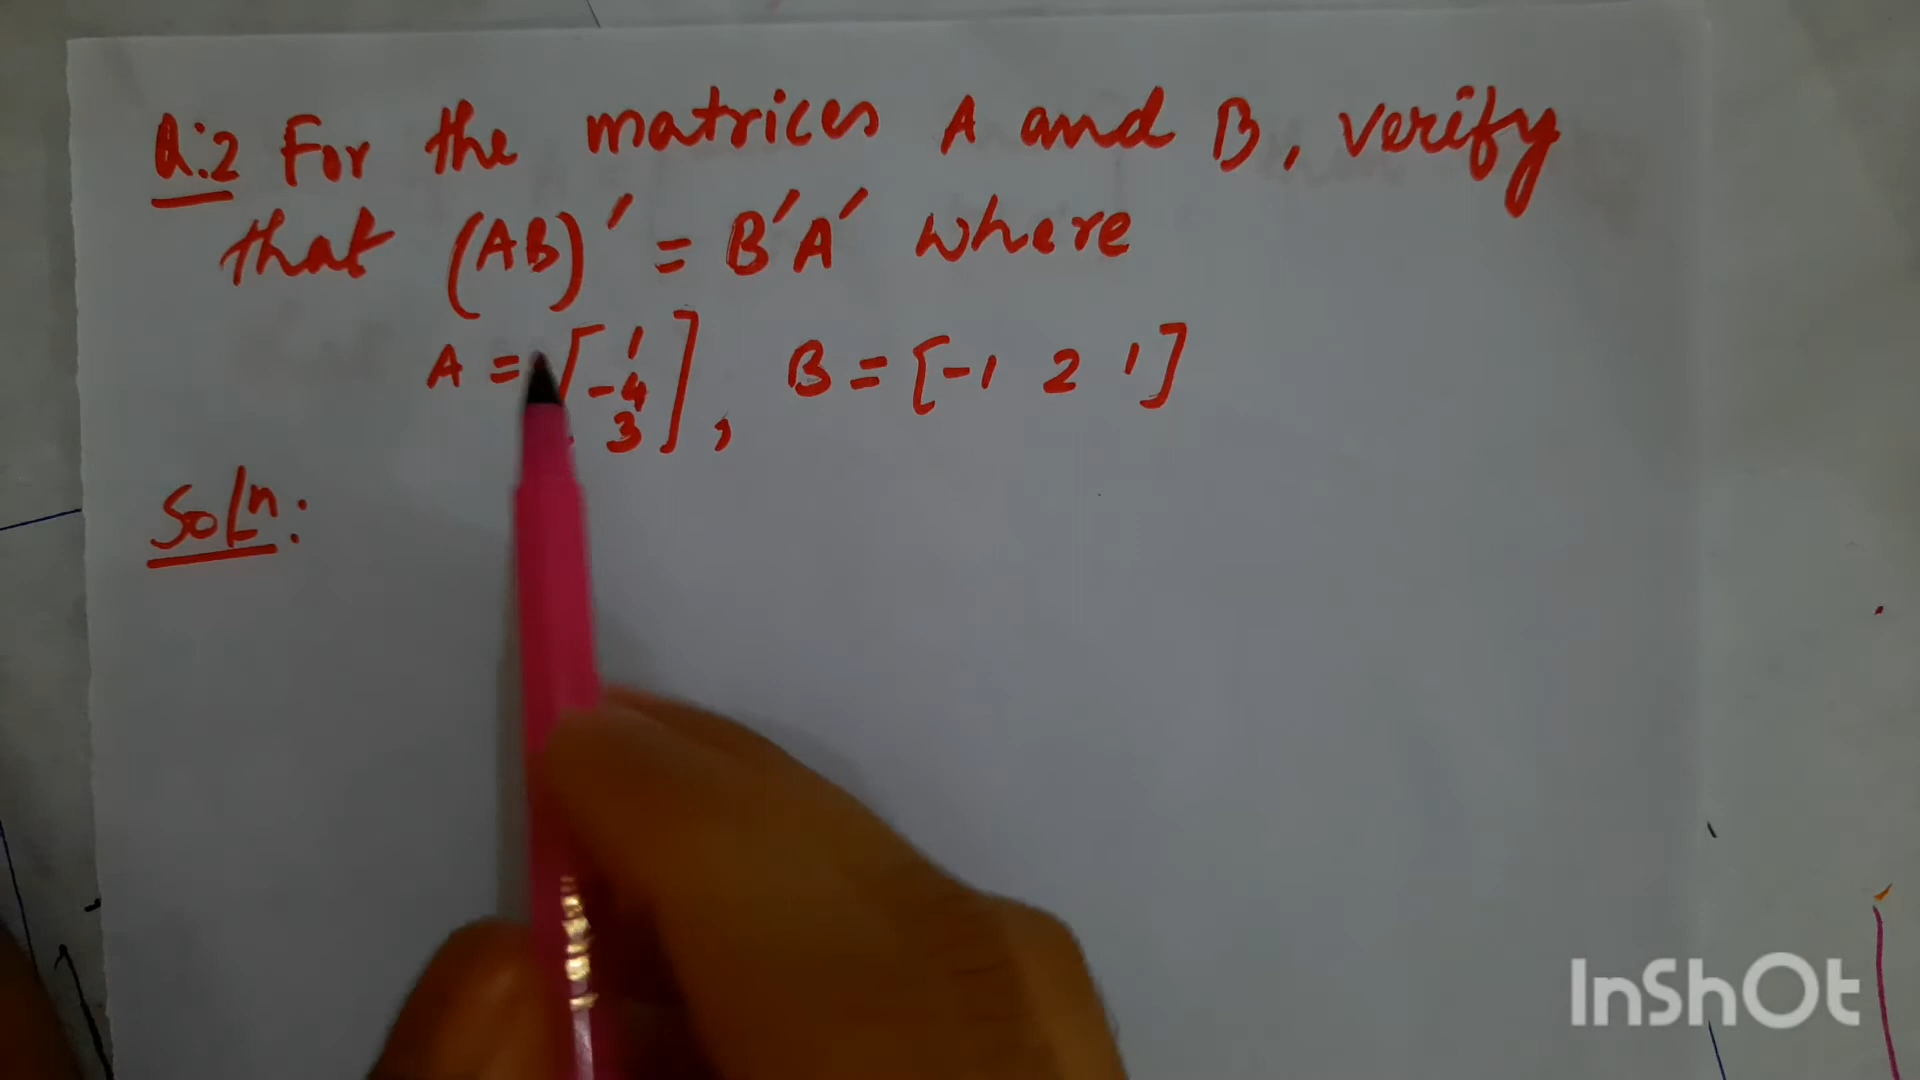 Q:2 For the matrices A and B, verify
that (AB)' = B'A' where
A = [1 -4 3], B = [-1 2 1]
Soln:
InShOt